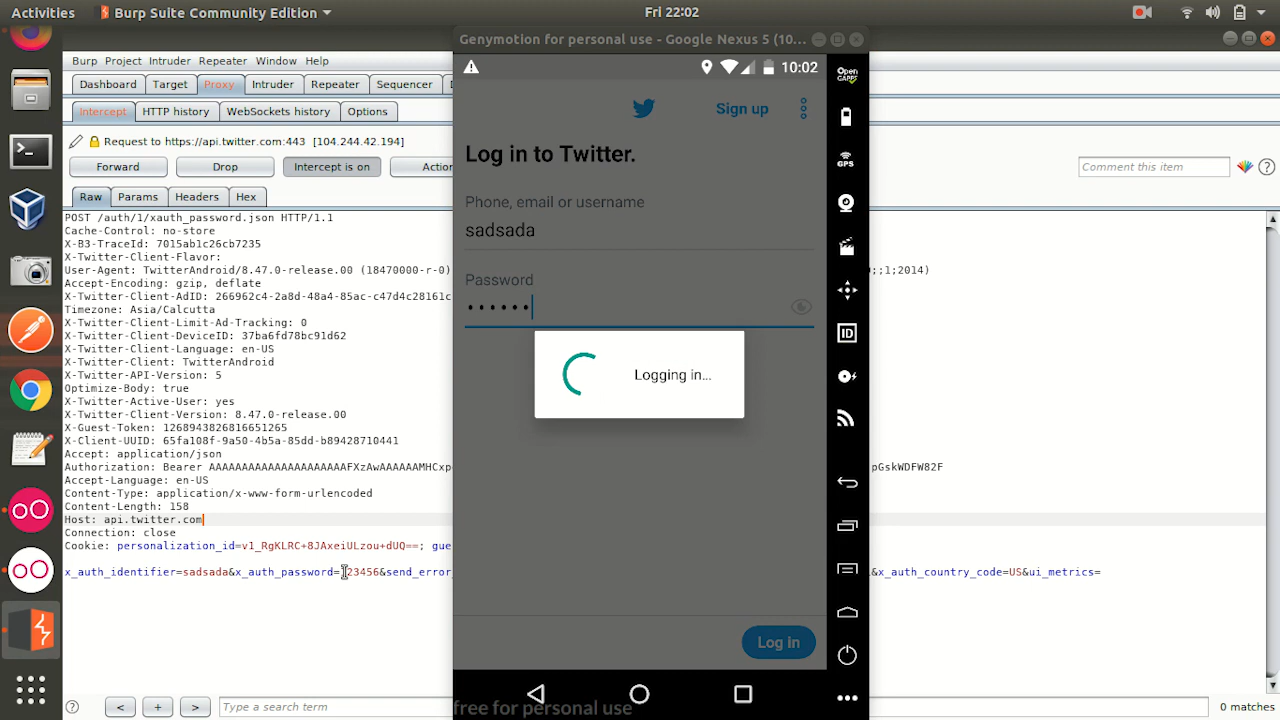 Activities
Burp Suite Community Edition
Fri 22:02
Genymotion for personal use - Google Nexus 5 (10...
Burp Project Intruder Repeater Window Help
Dashboard Target Proxy Intruder Repeater Sequencer
Intercept HTTP history WebSockets history Options
Request to https://api.twitter.com:443 [104.244.42.194]
Forward Drop Intercept is on Action
Comment this item
Raw Params Headers Hex
POST /auth/1/xauth_password.json HTTP/1.1
Cache-Control: no-store
X-B3-TraceId: 7015ab1c26cb7235
X-Twitter-Client-Flavor:
User-Agent: TwitterAndroid/8.47.0-release.00 (18470000-r-0) ;;1;2014)
Accept-Encoding: gzip, deflate
X-Twitter-Client-AdID: 266962c4-2a8d-48a4-85ac-c47d4c28161c
Timezone: Asia/Calcutta
X-Twitter-Client-Limit-Ad-Tracking: 0
X-Twitter-Client-DeviceID: 37ba6fd78bc91d62
X-Twitter-Client-Language: en-US
X-Twitter-Client: TwitterAndroid
X-Twitter-API-Version: 5
Optimize-Body: true
X-Twitter-Active-User: yes
X-Twitter-Client-Version: 8.47.0-release.00
X-Guest-Token: 1268943826816651265
X-Client-UUID: 65fa108f-9a50-4b5a-85dd-b89428710441
Accept: application/json
Authorization: Bearer AAAAAAAAAAAAAAAAAAAAAFXzAwAAAAAAMHCxp pGskWDFW82F
Accept-Language: en-US
Content-Type: application/x-www-form-urlencoded
Content-Length: 158
Host: api.twitter.com
Connection: close
Cookie: personalization_id=v1_RgKLRC+8JAxeiULzou+dUQ==; gue
x_auth_identifier=sadsada&x_auth_password=123456&send_error_ &x_auth_country_code=US&ui_metrics=
Type a search term
0 matches
10:02
Sign up
Log in to Twitter.
Phone, email or username
sadsada
Password
Logging in...
Log in
free for personal use
Open
GAPPS
GPS
ID